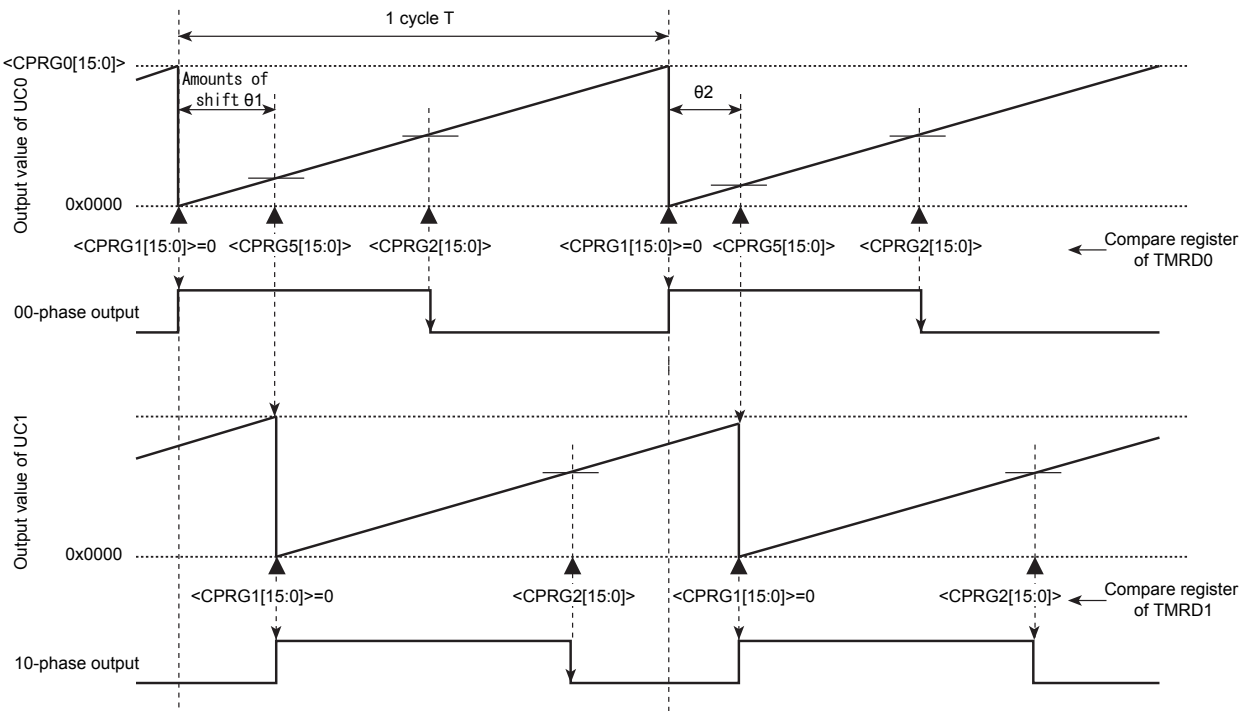 1 cycle T
<CPRG0[15:0]>
Amounts of
shift θ1
θ2
Output value of UC0
0x0000
<CPRG1[15:0]>=0
<CPRG5[15:0]>
<CPRG2[15:0]>
<CPRG1[15:0]>=0
<CPRG5[15:0]>
<CPRG2[15:0]>
Compare register
of TMRD0
00-phase output
Output value of UC1
0x0000
<CPRG1[15:0]>=0
<CPRG2[15:0]>
<CPRG1[15:0]>=0
<CPRG2[15:0]>
Compare register
of TMRD1
10-phase output